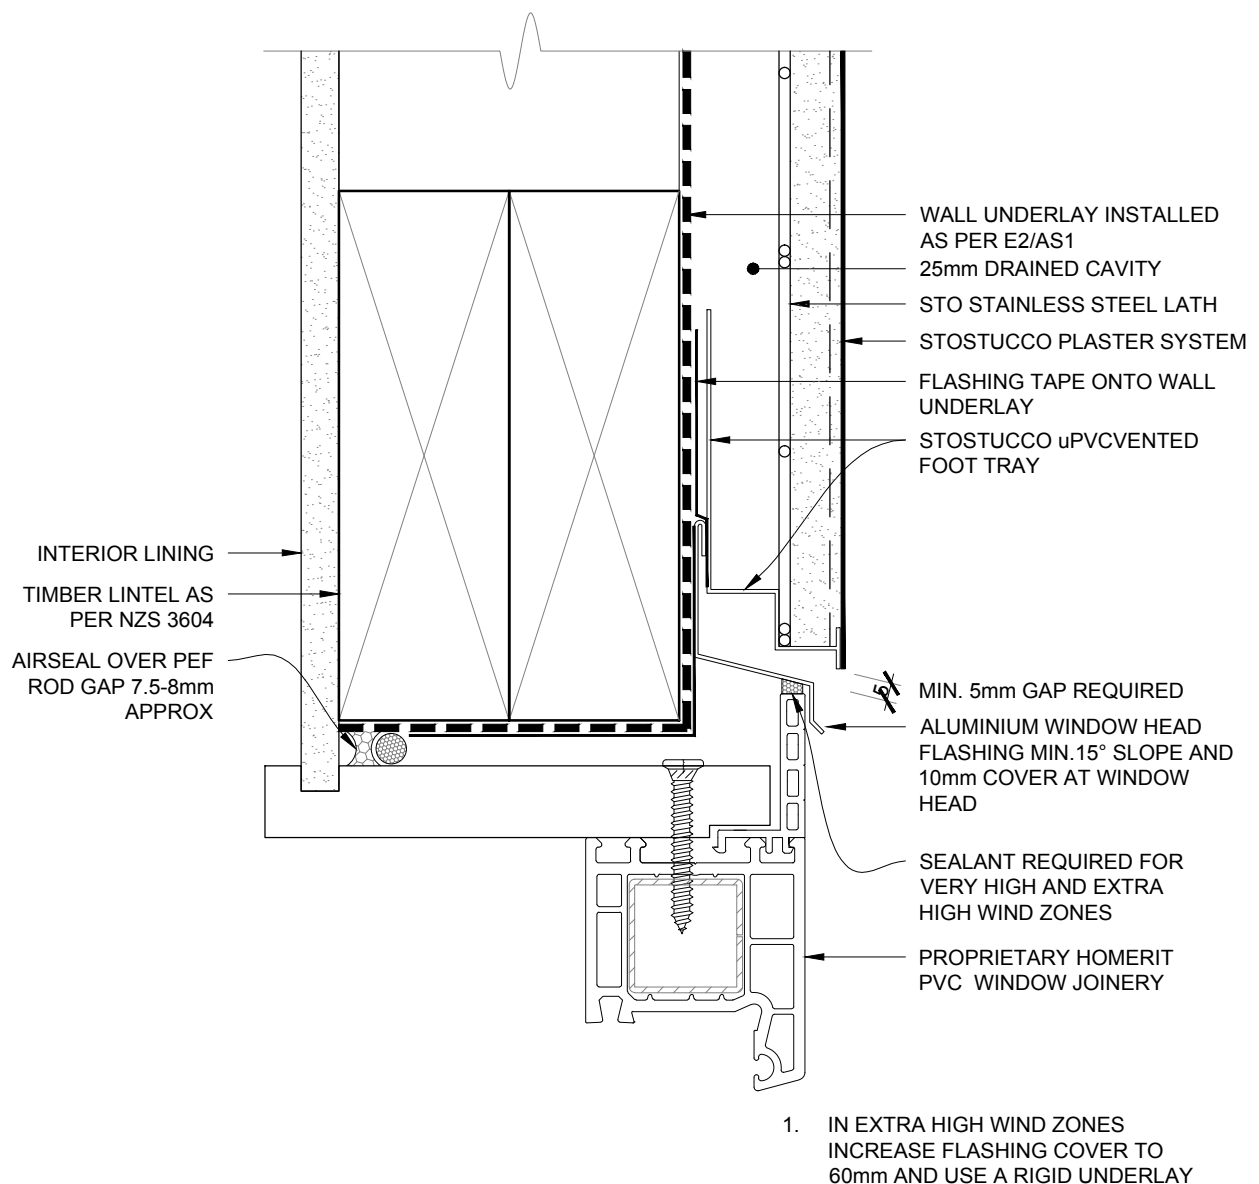 WALL UNDERLAY INSTALLED
AS PER E2/AS1
25mm DRAINED CAVITY
STO STAINLESS STEEL LATH
STOSTUCCO PLASTER SYSTEM
FLASHING TAPE ONTO WALL
UNDERLAY
STOSTUCCO uPVCVENTED
FOOT TRAY
INTERIOR LINING
TIMBER LINTEL AS
PER NZS 3604
AIRSEAL OVER PEF
ROD GAP 7.5-8mm
APPROX
5
MIN. 5mm GAP REQUIRED
ALUMINIUM WINDOW HEAD
FLASHING MIN.15° SLOPE AND
10mm COVER AT WINDOW
HEAD
SEALANT REQUIRED FOR
VERY HIGH AND EXTRA
HIGH WIND ZONES
PROPRIETARY HOMERIT
PVC WINDOW JOINERY
1. IN EXTRA HIGH WIND ZONES
INCREASE FLASHING COVER TO
60mm AND USE A RIGID UNDERLAY